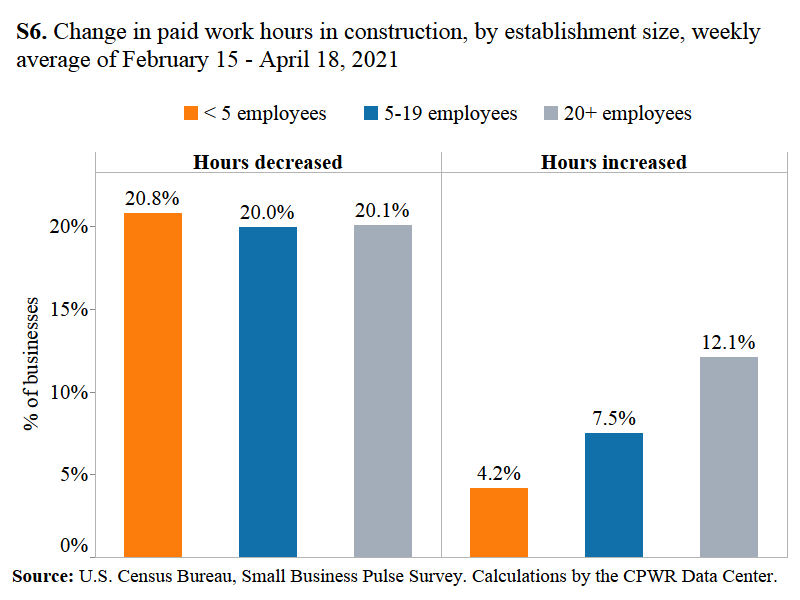 S6. Change in paid work hours in construction, by establishment size, weekly
average of February 15 - April 18, 2021
< 5 employees 5-19 employees 20+ employees
Hours decreased Hours increased
20.8% 20.0% 20.1%
20%
15%
12.1%
10%
7.5%
5%
4.2%
0%
% of businesses
Source: U.S. Census Bureau, Small Business Pulse Survey. Calculations by the CPWR Data Center.